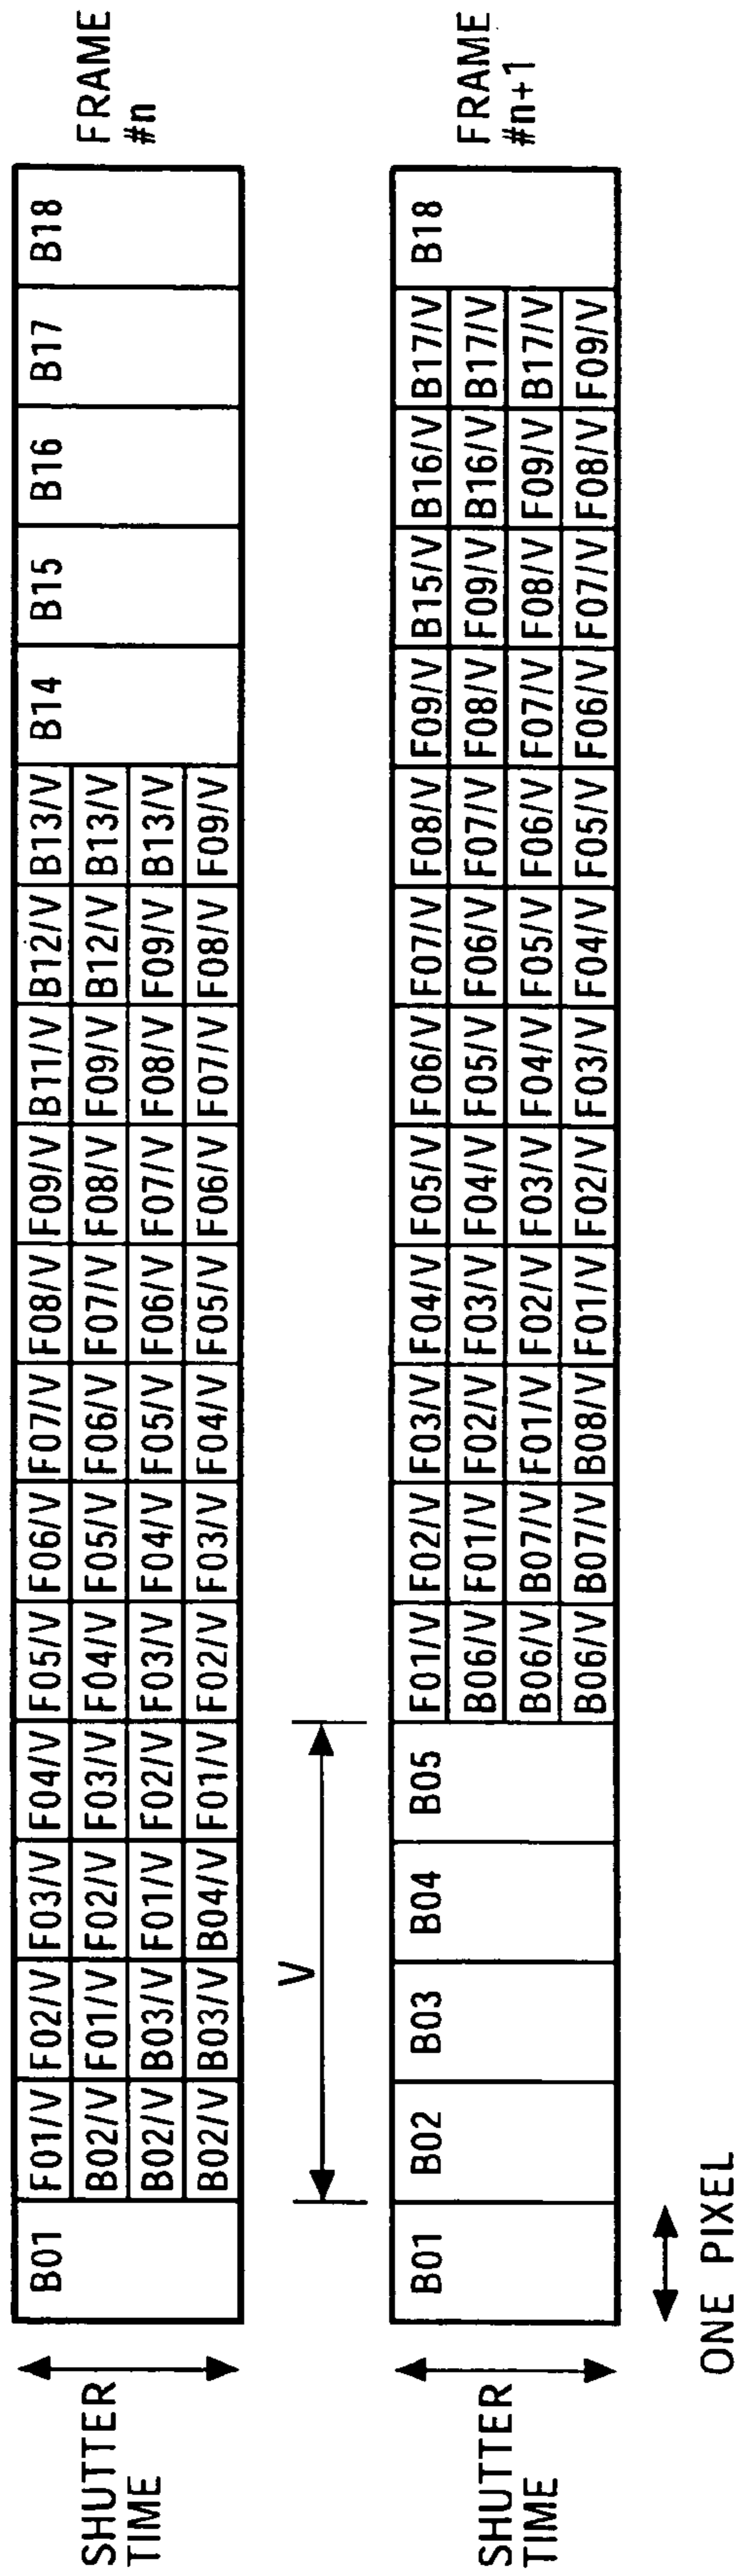 B01 F01/V F02/V F03/V F04/V F05/V F06/V F07/V F08/V F09/V B11/V B12/V B13/V B14 B15 B16 B17 B18
B02/V F01/V F02/V F03/V F04/V F05/V F06/V F07/V F08/V F09/V B12/V B13/V
B02/V B03/V F01/V F02/V F03/V F04/V F05/V F06/V F07/V F08/V F09/V B13/V
B02/V B03/V B04/V F01/V F02/V F03/V F04/V F05/V F06/V F07/V F08/V F09/V
SHUTTER
TIME
FRAME
#n
V
B01 B02 B03 B04 B05 F01/V F02/V F03/V F04/V F05/V F06/V F07/V F08/V F09/V B15/V B16/V B17/V B18
B06/V F01/V F02/V F03/V F04/V F05/V F06/V F07/V F08/V F09/V B16/V B17/V
B06/V B07/V F01/V F02/V F03/V F04/V F05/V F06/V F07/V F08/V F09/V B17/V
B06/V B07/V B08/V F01/V F02/V F03/V F04/V F05/V F06/V F07/V F08/V F09/V
SHUTTER
TIME
FRAME
#n+1
ONE PIXEL